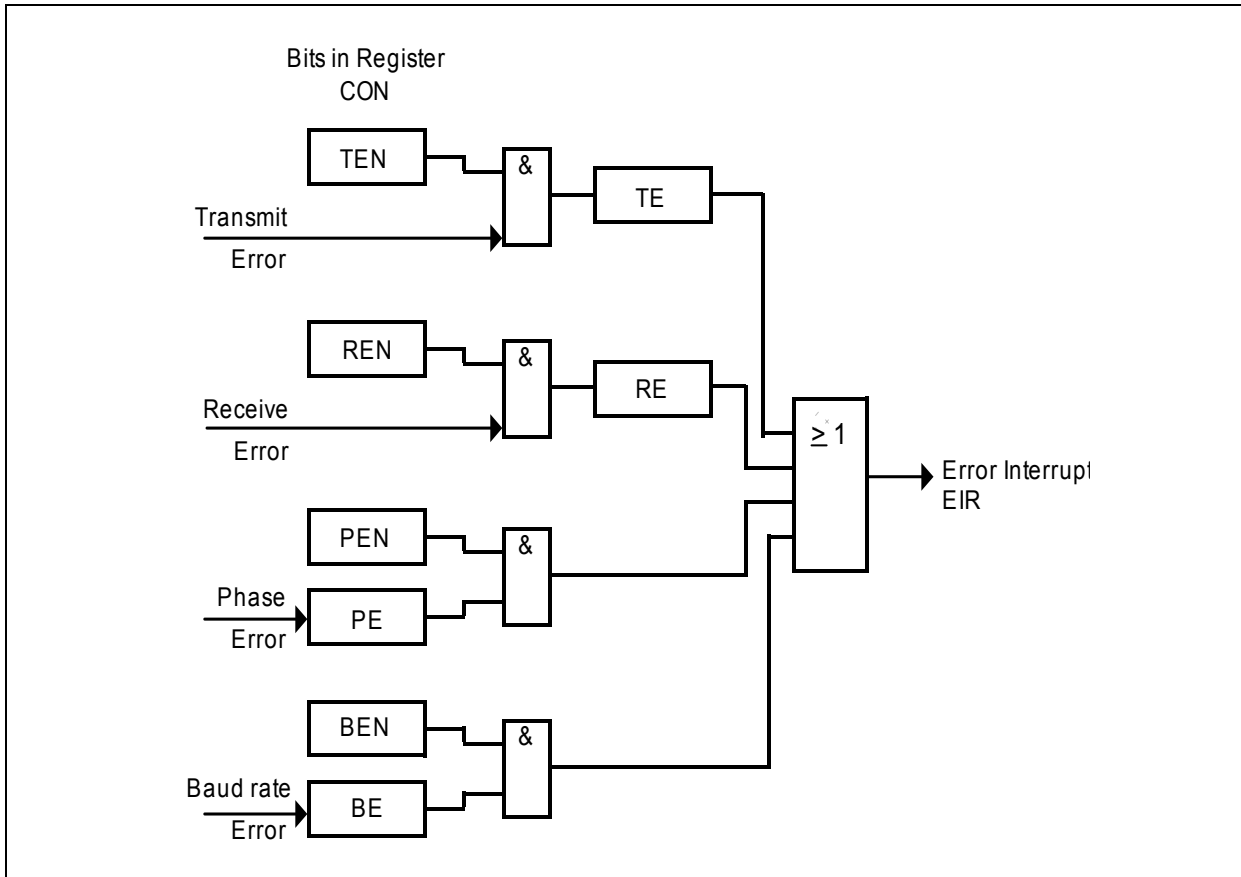 Bits in Register
CON
TEN
&
TE
Transmit
Error
REN
&
RE
Receive
Error
≥ 1
Error Interrupt
EIR
PEN
&
Phase
PE
Error
BEN
&
Baud rate
BE
Error